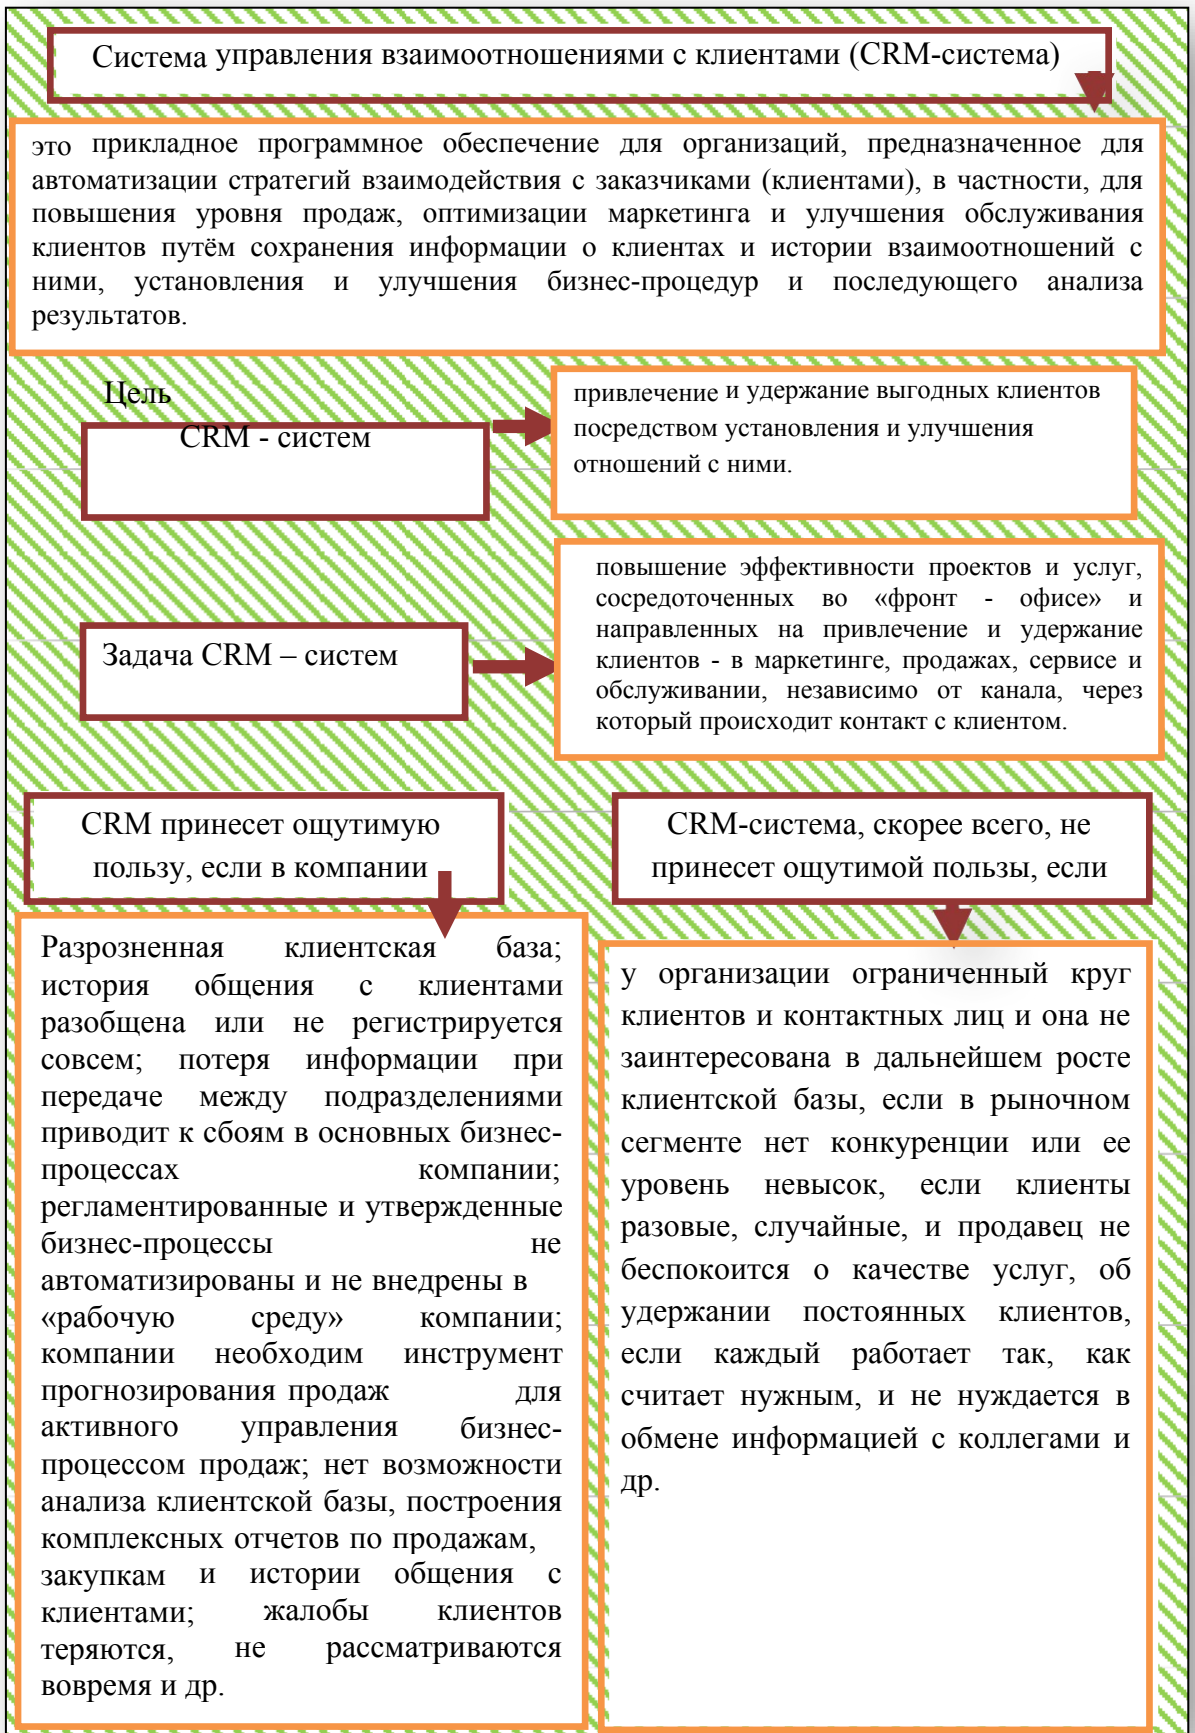 Система управления взаимоотношениями с клиентами (CRM-система)
это прикладное программное обеспечение для организаций, предназначенное для
автоматизации стратегий взаимодействия с заказчиками (клиентами), в частности, для
повышения уровня продаж, оптимизации маркетинга и улучшения обслуживания
клиентов путём сохранения информации о клиентах и истории взаимоотношений с
ними, установления и улучшения бизнес-процедур и последующего анализа
результатов.
Цель
CRM - систем
привлечение и удержание выгодных клиентов
посредством установления и улучшения
отношений с ними.
Задача CRM – систем
повышение эффективности проектов и услуг,
сосредоточенных во «фронт - офисе» и
направленных на привлечение и удержание
клиентов - в маркетинге, продажах, сервисе и
обслуживании, независимо от канала, через
который происходит контакт с клиентом.
CRM принесет ощутимую
пользу, если в компании
Разрозненная клиентская база;
история общения с клиентами
разобщена или не регистрируется
совсем; потеря информации при
передаче между подразделениями
приводит к сбоям в основных бизнес-
процессах компании;
регламентированные и утвержденные
бизнес-процессы не
автоматизированы и не внедрены в
«рабочую среду» компании;
компании необходим инструмент
прогнозирования продаж для
активного управления бизнес-
процессом продаж; нет возможности
анализа клиентской базы, построения
комплексных отчетов по продажам,
закупкам и истории общения с
клиентами; жалобы клиентов
теряются, не рассматриваются
вовремя и др.
CRM-система, скорее всего, не
принесет ощутимой пользы, если
у организации ограниченный круг
клиентов и контактных лиц и она не
заинтересована в дальнейшем росте
клиентской базы, если в рыночном
сегменте нет конкуренции или ее
уровень невысок, если клиенты
разовые, случайные, и продавец не
беспокоится о качестве услуг, об
удержании постоянных клиентов,
если каждый работает так, как
считает нужным, и не нуждается в
обмене информацией с коллегами и
др.